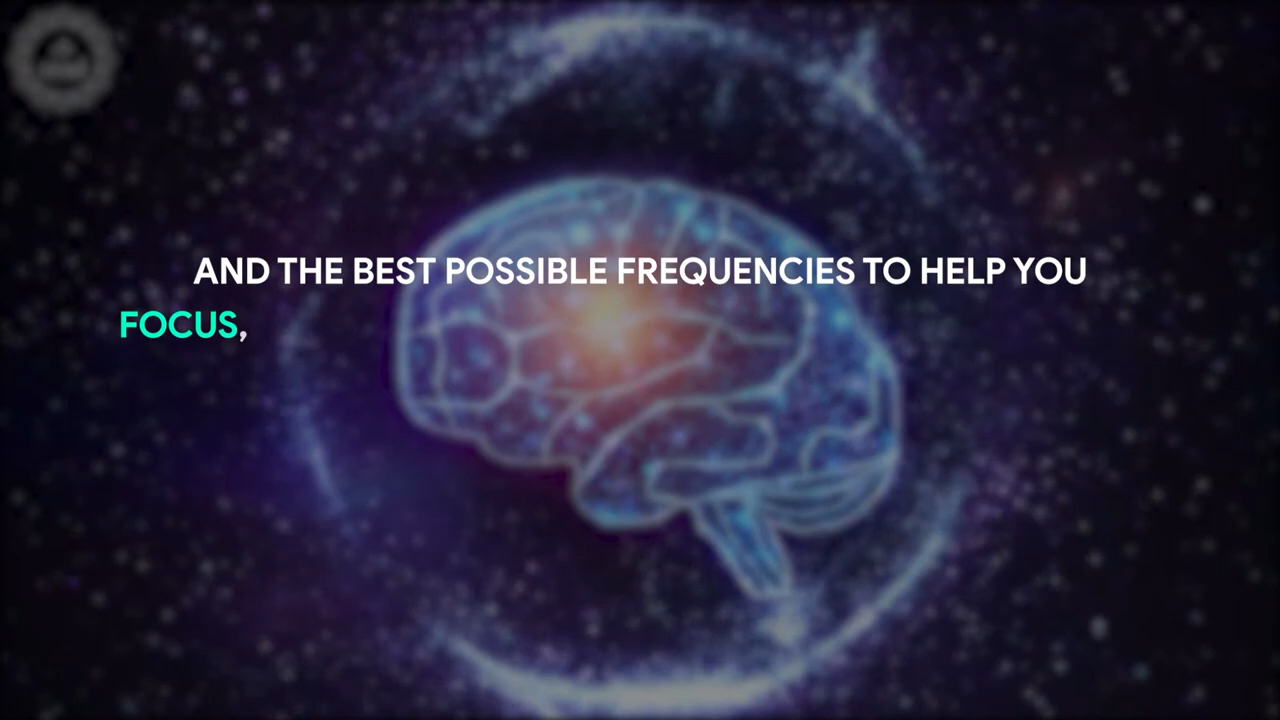 AND THE BEST POSSIBLE FREQUENCIES TO HELP YOU
FOCUS,